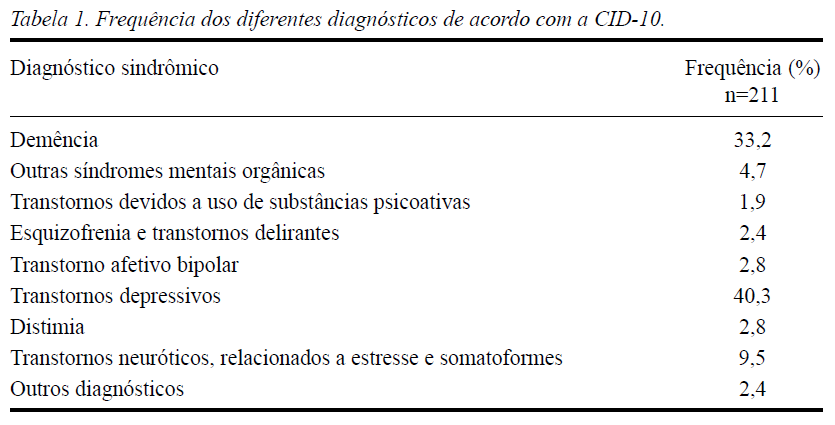 Tabela 1. Frequência dos diferentes diagnósticos de acordo com a CID-10.
Diagnóstico sindrômico Frequência (%)
n=211
Demência 33,2
Outras síndromes mentais orgânicas 4,7
Transtornos devidos a uso de substâncias psicoativas 1,9
Esquizofrenia e transtornos delirantes 2,4
Transtorno afetivo bipolar 2,8
Transtornos depressivos 40,3
Distimia 2,8
Transtornos neuróticos, relacionados a estresse e somatoformes 9,5
Outros diagnósticos 2,4